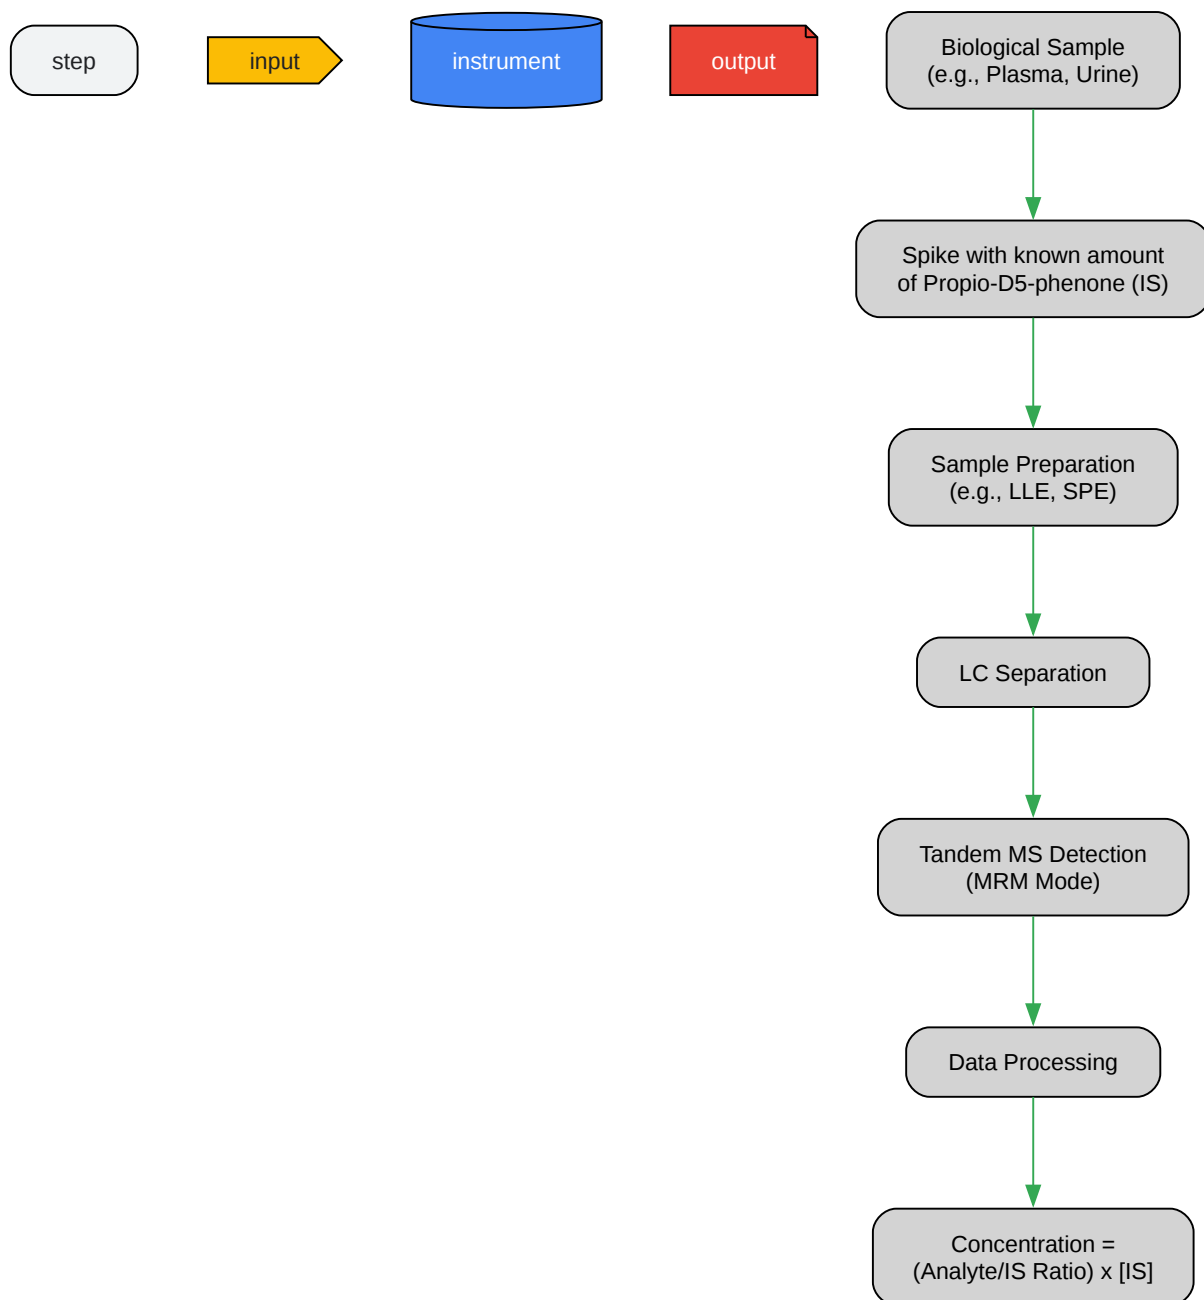 step
input
instrument
output
Biological Sample
(e.g., Plasma, Urine)
Spike with known amount
of Propio-D5-phenone (IS)
Sample Preparation
(e.g., LLE, SPE)
LC Separation
Tandem MS Detection
(MRM Mode)
Data Processing
Concentration =
(Analyte/IS Ratio) x [IS]